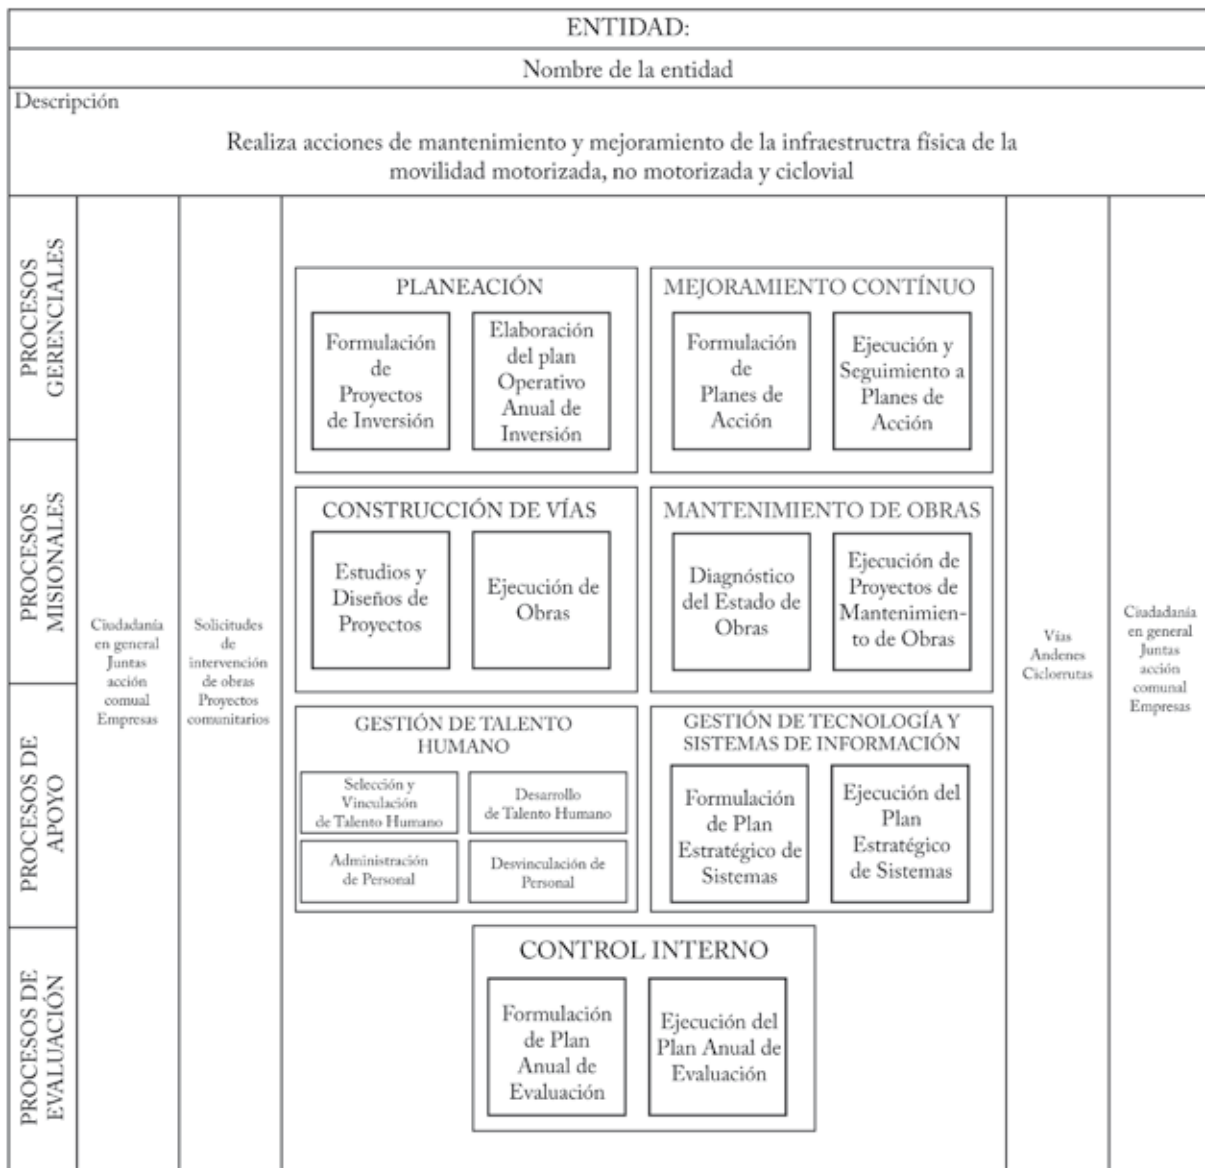 ENTIDAD:
Nombre de la entidad
Descripción
Realiza acciones de mantenimiento y mejoramiento de la infraestructra física de la
movilidad motorizada, no motorizada y ciclovial
PROCESOS
GERENCIALES
PROCESOS
MISIONALES
PROCESOS DE
APOYO
PROCESOS DE
EVALUACIÓN
Ciudadanía
en general
Juntas
acción
comual
Empresas
Solicitudes
de
intervención
de obras
Proyectos
comunitarios
PLANEACIÓN
Formulación
de
Proyectos
de Inversión
Elaboración
del plan
Operativo
Anual de
Inversión
MEJORAMIENTO CONTÍNUO
Formulación
de
Planes de
Acción
Ejecución y
Seguimiento a
Planes de
Acción
CONSTRUCCIÓN DE VÍAS
Estudios y
Diseños de
Proyectos
Ejecución de
Obras
MANTENIMIENTO DE OBRAS
Diagnóstico
del Estado de
Obras
Ejecución de
Proyectos de
Mantenimien-
to de Obras
GESTIÓN DE TALENTO
HUMANO
Selección y
Vinculación
de Talento Humano
Desarrollo
de Talento Humano
Administración
de Personal
Desvinculación de
Personal
GESTIÓN DE TECNOLOGÍA Y
SISTEMAS DE INFORMACIÓN
Formulación
de Plan
Estratégico de
Sistemas
Ejecución del
Plan
Estratégico
de Sistemas
CONTROL INTERNO
Formulación
de Plan
Anual de
Evaluación
Ejecución del
Plan Anual de
Evaluación
Vías
Andenes
Ciclorrutas
Ciudadanía
en general
Juntas
acción
comunal
Empresas